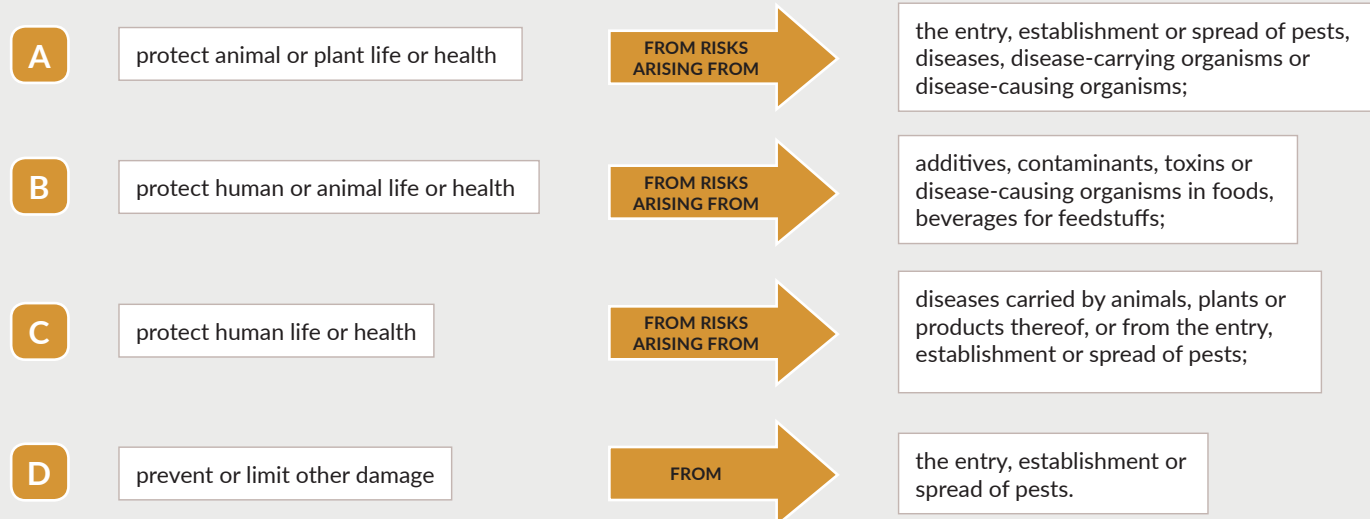 A
protect animal or plant life or health
FROM RISKS
ARISING FROM
the entry, establishment or spread of pests,
diseases, disease-carrying organisms or
disease-causing organisms;
B
protect human or animal life or health
FROM RISKS
ARISING FROM
additives, contaminants, toxins or
disease-causing organisms in foods,
beverages for feedstuffs;
C
protect human life or health
FROM RISKS
ARISING FROM
diseases carried by animals, plants or
products thereof, or from the entry,
establishment or spread of pests;
D
prevent or limit other damage
FROM
the entry, establishment or
spread of pests.